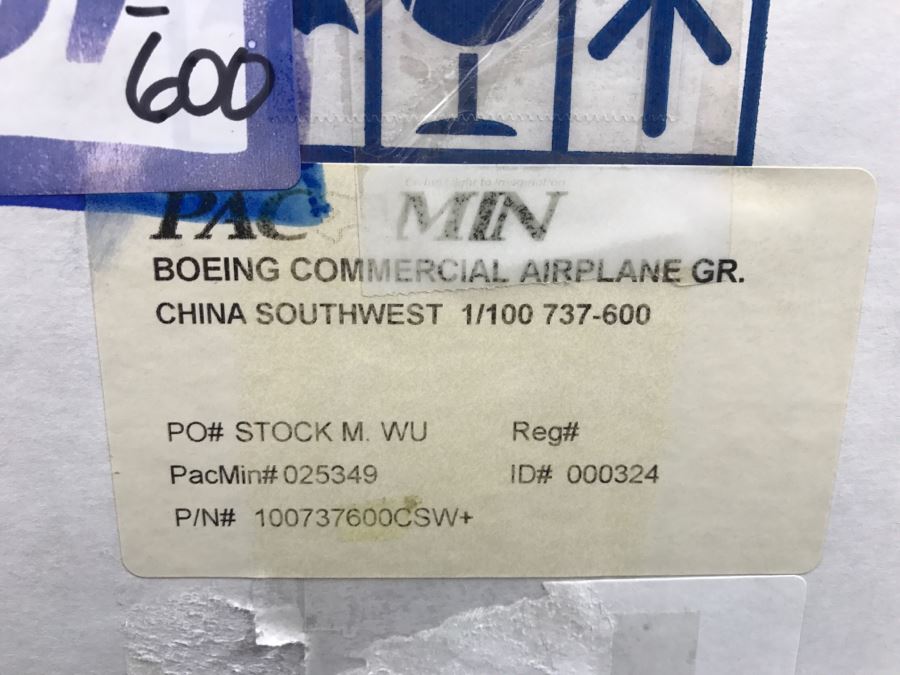 600
PAC MIN
BOEING COMMERCIAL AIRPLANE GR.
CHINA SOUTHWEST 1/100 737-600
PO# STOCK M. WU Reg#
PacMin# 025349 ID# 000324
P/N# 100737600CSW+